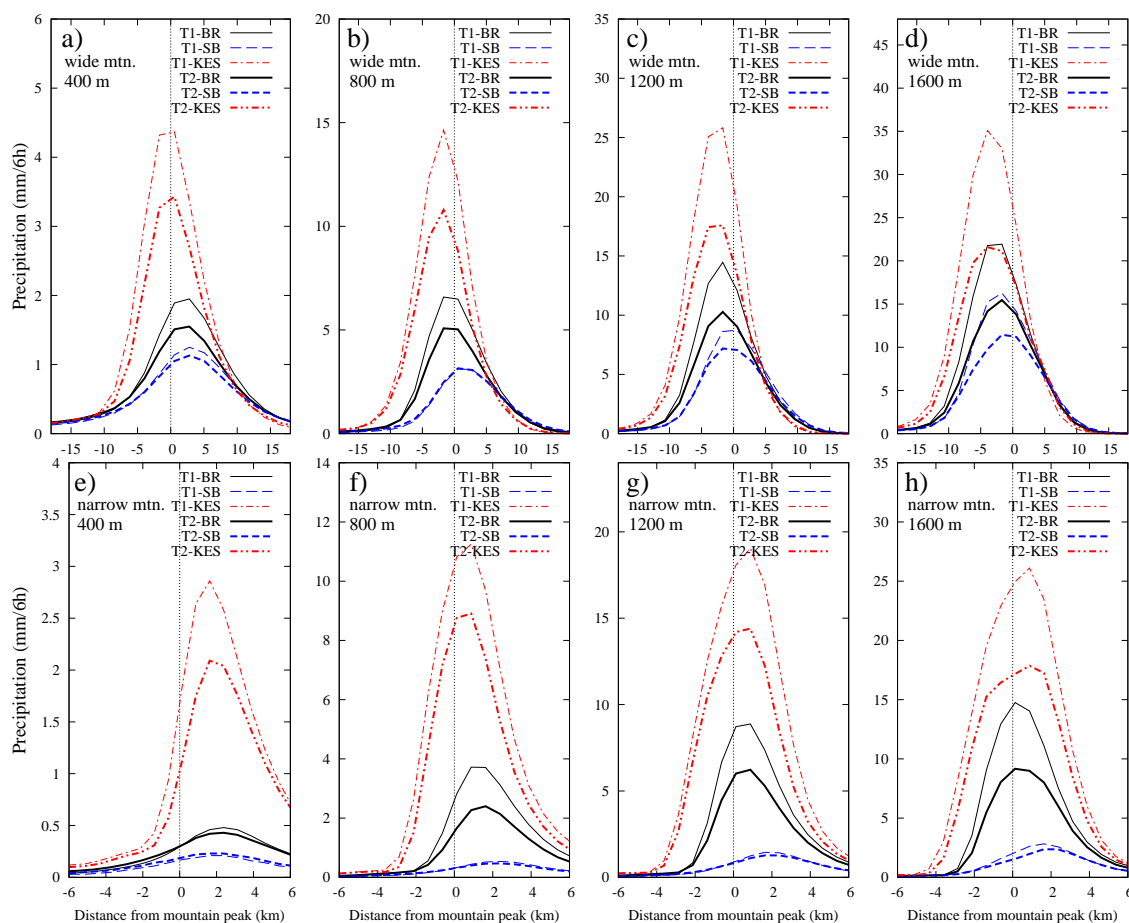 a)
wide mtn.
400 m
T1-BR
T1-SB
T1-KES
T2-BR
T2-SB
T2-KES
Precipitation (mm/6h)
6
5
4
3
2
1
0
-15 -10 -5 0 5 10 15
b)
wide mtn.
800 m
T1-BR
T1-SB
T1-KES
T2-BR
T2-SB
T2-KES
20
15
10
5
0
-15 -10 -5 0 5 10 15
c)
wide mtn.
1200 m
T1-BR
T1-SB
T1-KES
T2-BR
T2-SB
T2-KES
35
30
25
20
15
10
5
0
-15 -10 -5 0 5 10 15
d)
wide mtn.
1600 m
T1-BR
T1-SB
T1-KES
T2-BR
T2-SB
T2-KES
45
40
35
30
25
20
15
10
5
0
-15 -10 -5 0 5 10 15
e)
narrow mtn.
400 m
T1-BR
T1-SB
T1-KES
T2-BR
T2-SB
T2-KES
Precipitation (mm/6h)
4
3.5
3
2.5
2
1.5
1
0.5
0
-6 -4 -2 0 2 4 6
Distance from mountain peak (km)
f)
narrow mtn.
800 m
T1-BR
T1-SB
T1-KES
T2-BR
T2-SB
T2-KES
14
12
10
8
6
4
2
0
-6 -4 -2 0 2 4 6
Distance from mountain peak (km)
g)
narrow mtn.
1200 m
T1-BR
T1-SB
T1-KES
T2-BR
T2-SB
T2-KES
20
15
10
5
0
-6 -4 -2 0 2 4 6
Distance from mountain peak (km)
h)
narrow mtn.
1600 m
T1-BR
T1-SB
T1-KES
T2-BR
T2-SB
T2-KES
35
30
25
20
15
10
5
0
-6 -4 -2 0 2 4 6
Distance from mountain peak (km)